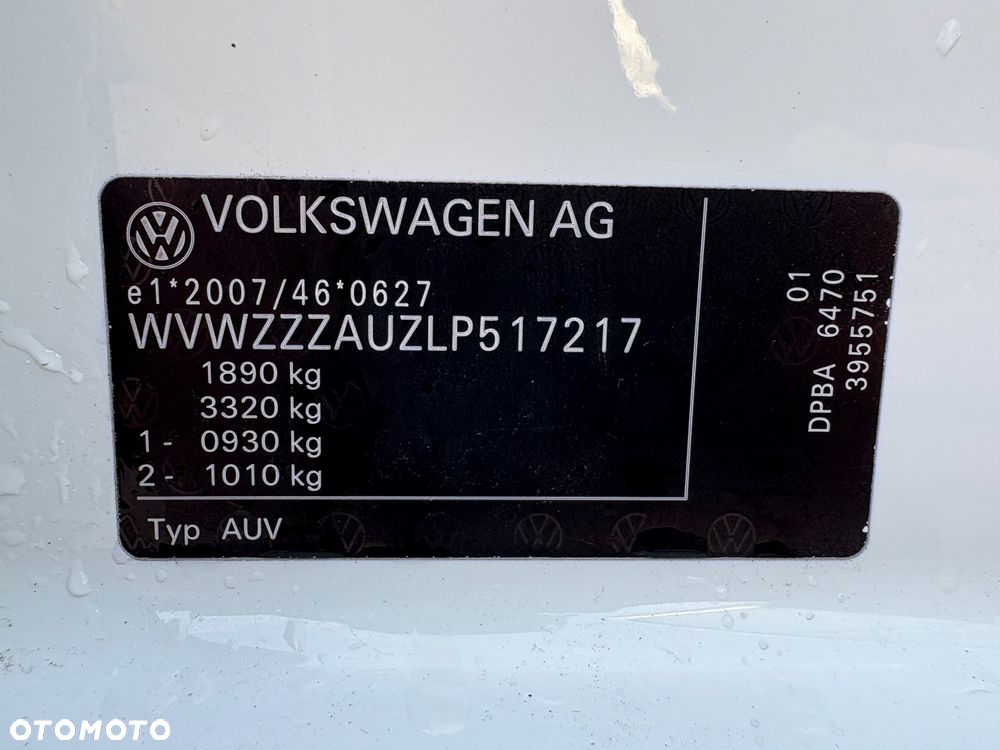 VOLKSWAGEN AG
e1*2007/46*0627
WVWZZZAUZLP517217
1890 kg
3320 kg
1- 0930 kg
2- 1010 kg
Typ AUV
01
DPBA 6470
3955751
OTOMOTO